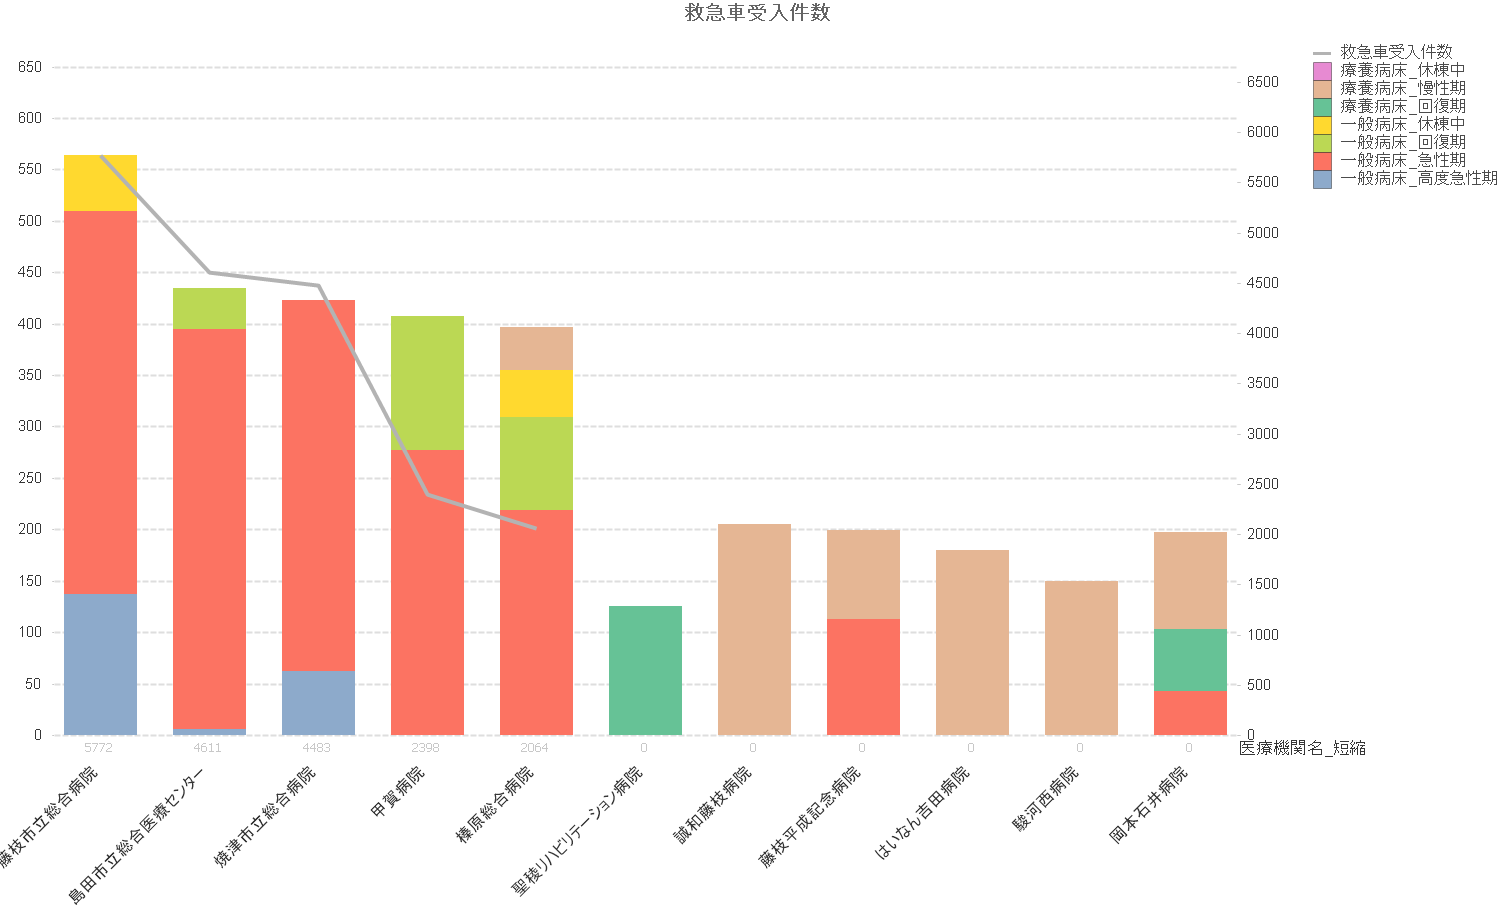 救急車受入件数
650
600
550
500
450
400
350
300
250
200
150
100
50
0
6500
6000
5500
5000
4500
4000
3500
3000
2500
2000
1500
1000
500
0
救急車受入件数
療養病床_休棟中
療養病床_慢性期
療養病床_回復期
一般病床_休棟中
一般病床_回復期
一般病床_急性期
一般病床_高度急性期
5772 4611 4483 2398 2064 0 0 0 0 0 0
医療機関名_短縮
藤枝市立総合病院
島田市立総合医療センター
焼津市立総合病院
甲賀病院
榛原総合病院
聖稜リハビリテーション病院
誠和藤枝病院
藤枝平成記念病院
はいなん吉田病院
駿河西病院
岡本石井病院